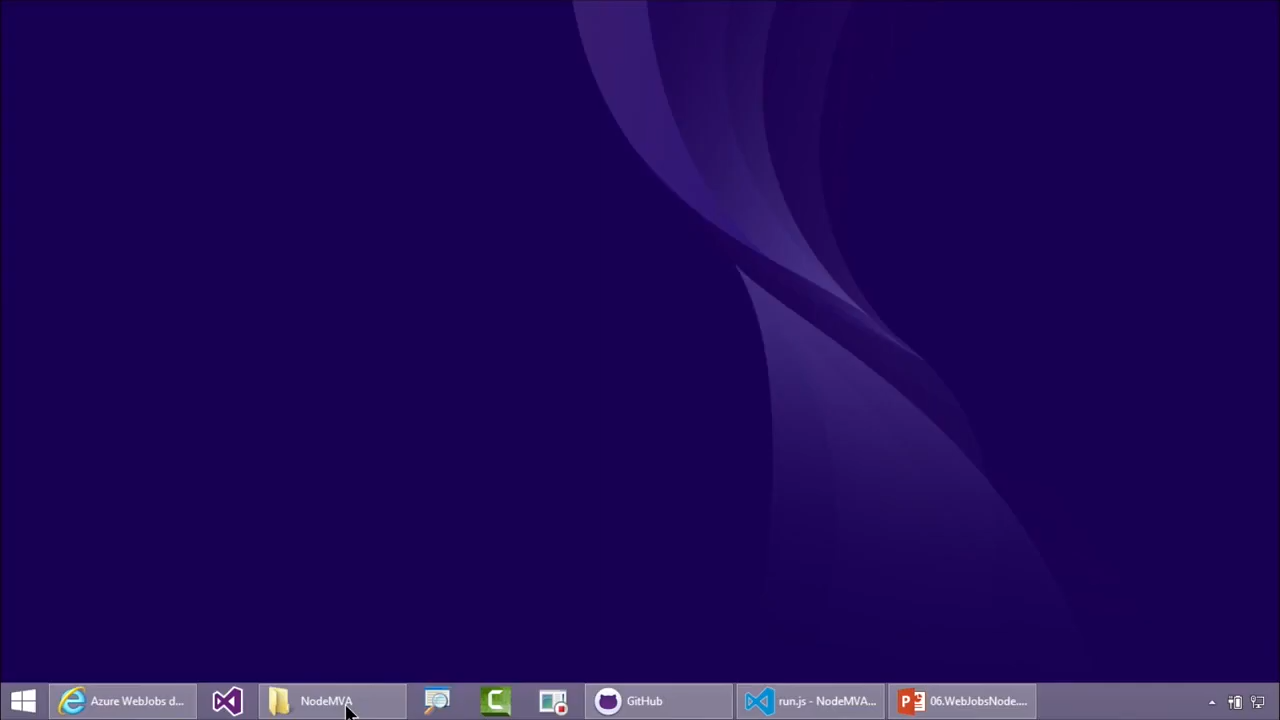 Azure WebJobs d...
NodeMVA
GitHub
run.js - NodeMVA...
06.WebJobsNode....